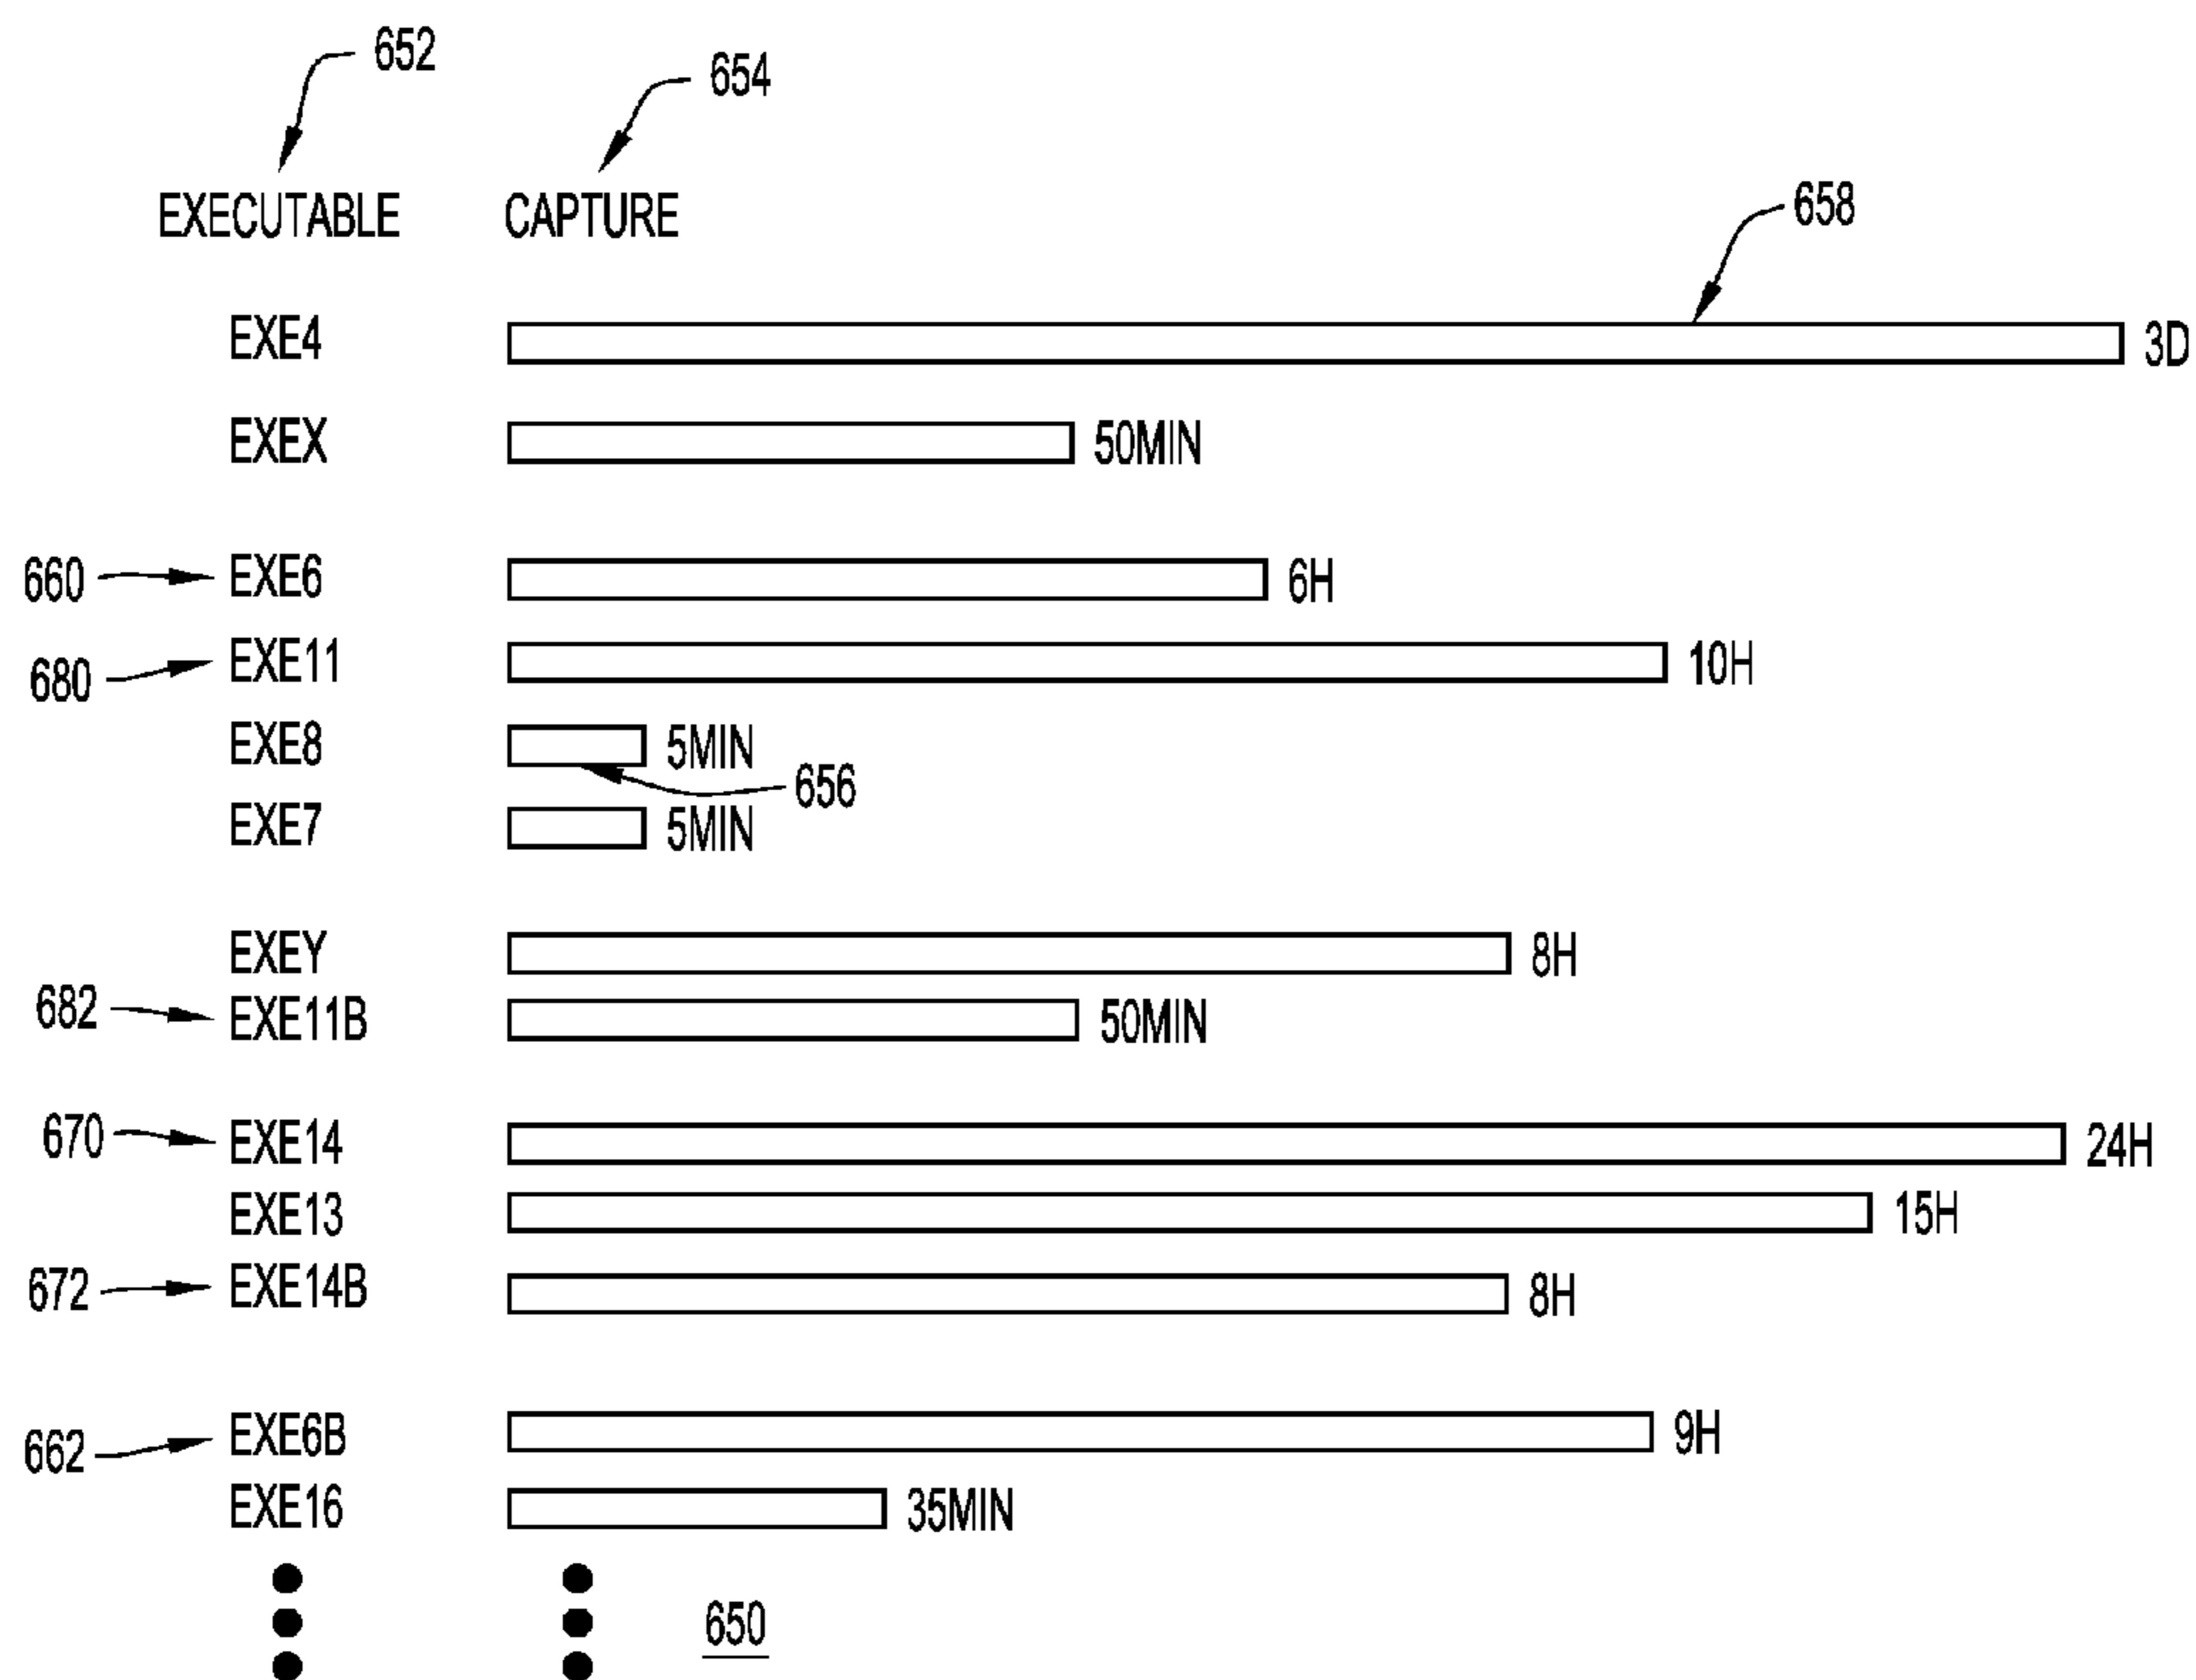 652
654
EXECUTABLE CAPTURE
658
EXE4 3D
EXEX 50MIN
660 EXE6 6H
680 EXE11 10H
EXE8 5MIN
656
EXE7 5MIN
EXEY 8H
682 EXE11B 50MIN
670 EXE14 24H
EXE13 15H
672 EXE14B 8H
662 EXE6B 9H
EXE16 35MIN
650